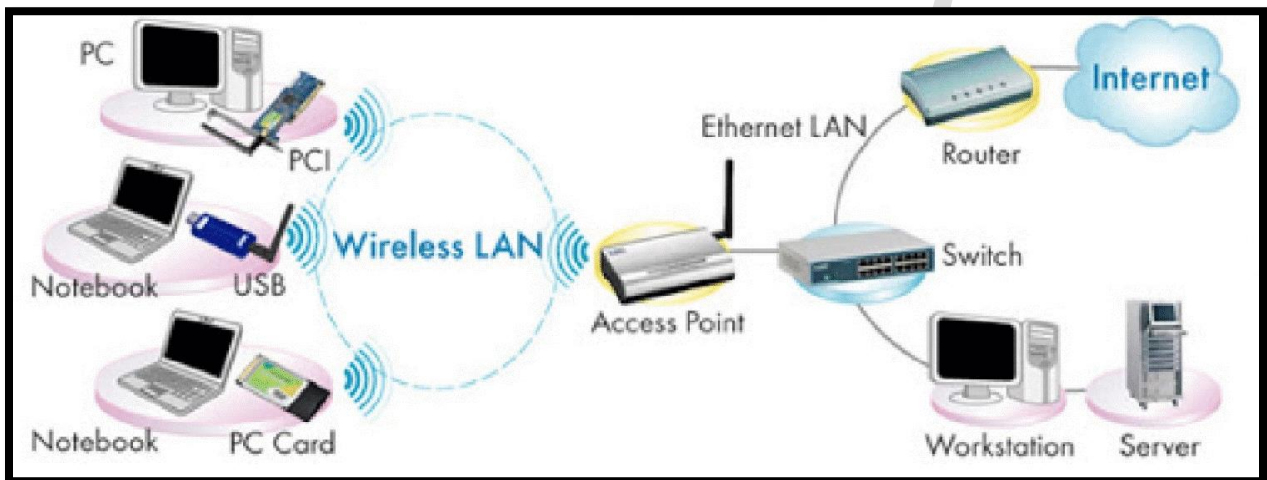 PC
PCI
Notebook
USB
Notebook
PC Card
Wireless LAN
Access Point
Ethernet LAN
Router
Internet
Switch
Workstation
Server